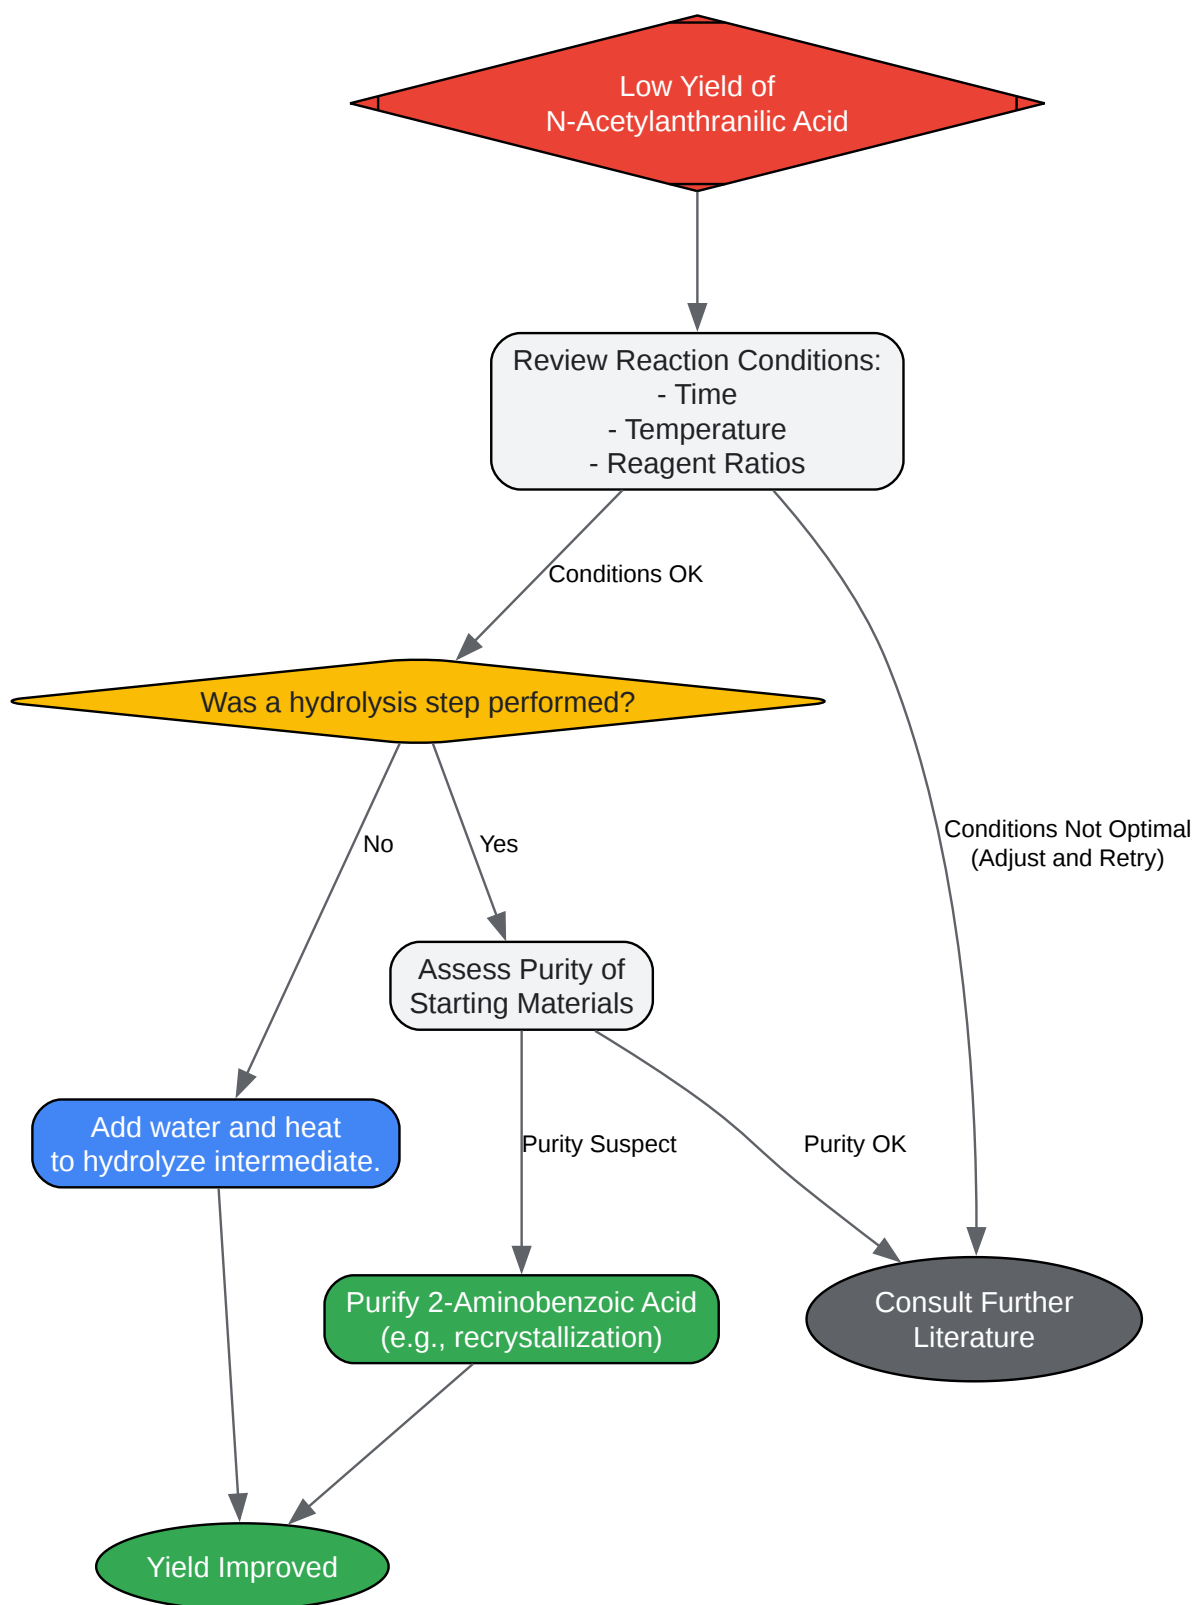 Low Yield of
N-Acetylanthranilic Acid
Review Reaction Conditions:
- Time
- Temperature
- Reagent Ratios
Conditions OK
Was a hydrolysis step performed?
No
Yes
Conditions Not Optimal
(Adjust and Retry)
Assess Purity of
Starting Materials
Add water and heat
to hydrolyze intermediate.
Purity Suspect
Purity OK
Purify 2-Aminobenzoic Acid
(e.g., recrystallization)
Consult Further
Literature
Yield Improved